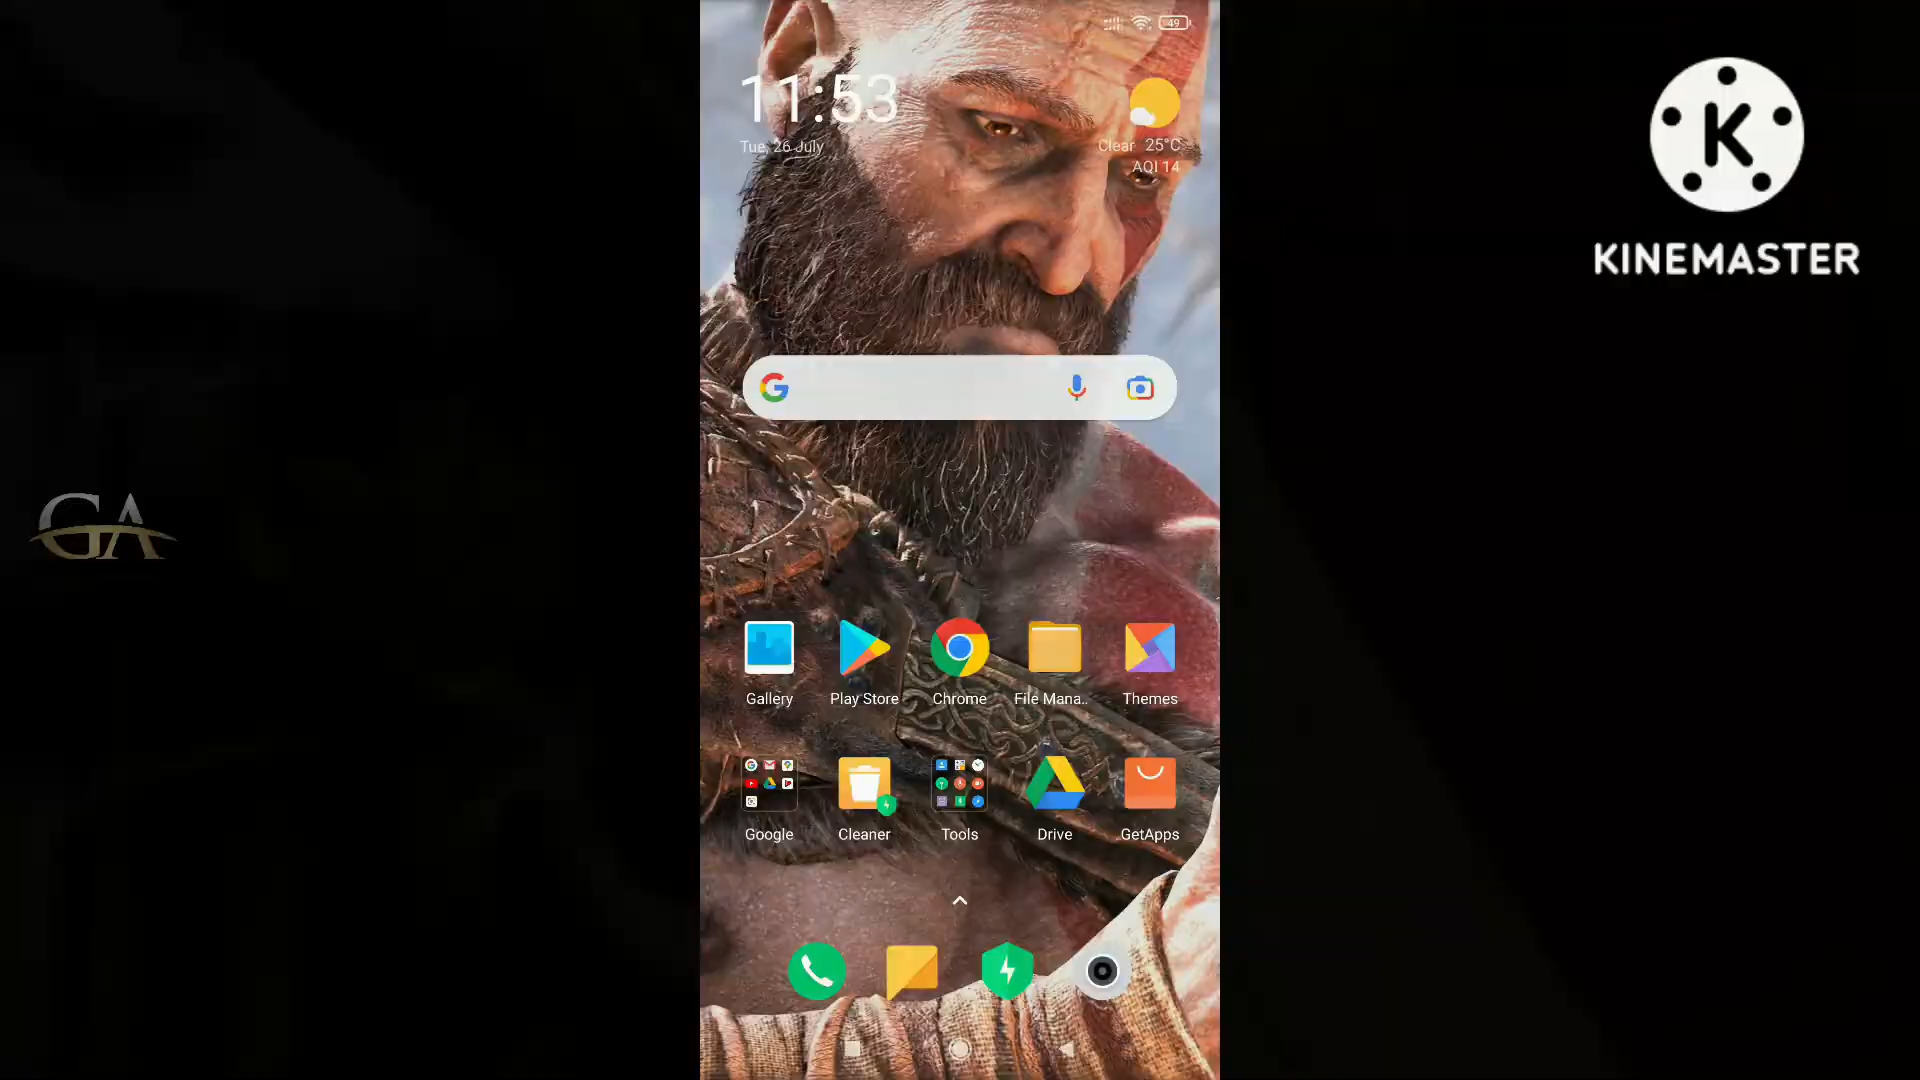 49
11:53
Tue, 26 July
Clear 25°C
AQI 14
K
KINEMASTER
GA
Gallery
Play Store
Chrome
File Mana..
Themes
Google
Cleaner
Tools
Drive
GetApps